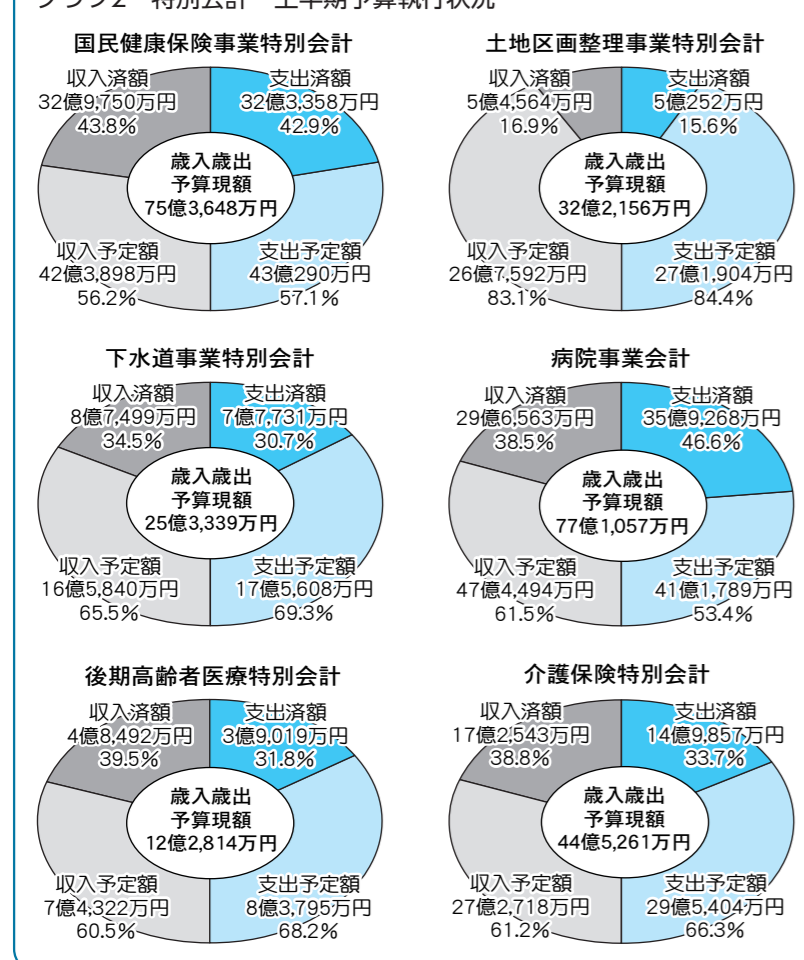 グラフ2 特別会計 上半期予算執行状況
国民健康保険事業特別会計
収入済額
32億9,750万円
43.8%
支出済額
32億3,358万円
42.9%
歳入歳出
予算現額
75億3,648万円
収入予定額
42億3,898万円
56.2%
支出予定額
43億290万円
57.1%
土地区画整理事業特別会計
収入済額
5億4,564万円
16.9%
支出済額
5億252万円
15.6%
歳入歳出
予算現額
32億2,156万円
収入予定額
26億7,592万円
83.1%
支出予定額
27億1,904万円
84.4%
下水道事業特別会計
収入済額
8億7,499万円
34.5%
支出済額
7億7,731万円
30.7%
歳入歳出
予算現額
25億3,339万円
収入予定額
16億5,840万円
65.5%
支出予定額
17億5,608万円
69.3%
病院事業会計
収入済額
29億6,563万円
38.5%
支出済額
35億9,268万円
46.6%
歳入歳出
予算現額
77億1,057万円
収入予定額
47億4,494万円
61.5%
支出予定額
41億1,789万円
53.4%
後期高齢者医療特別会計
収入済額
4億8,492万円
39.5%
支出済額
3億9,019万円
31.8%
歳入歳出
予算現額
12億2,814万円
収入予定額
7億4,322万円
60.5%
支出予定額
8億3,795万円
68.2%
介護保険特別会計
収入済額
17億2,543万円
38.8%
支出済額
14億9,857万円
33.7%
歳入歳出
予算現額
44億5,261万円
収入予定額
27億2,718万円
61.2%
支出予定額
29億5,404万円
66.3%